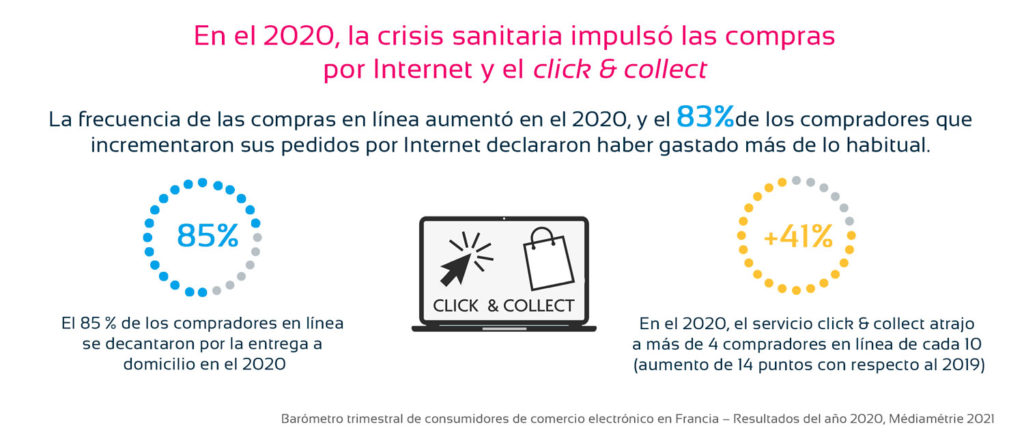 En el 2020, la crisis sanitaria impulsó las compras
por Internet y el click & collect
La frecuencia de las compras en línea aumentó en el 2020, y el 83%de los compradores que
incrementaron sus pedidos por Internet declararon haber gastado más de lo habitual.
85%
El 85 % de los compradores en línea
se decantaron por la entrega a
domicilio en el 2020
CLICK & COLLECT
+41%
En el 2020, el servicio click & collect atrajo
a más de 4 compradores en línea de cada 10
(aumento de 14 puntos con respecto al 2019)
Barómetro trimestral de consumidores de comercio electrónico en Francia – Resultados del año 2020, Médiamétrie 2021